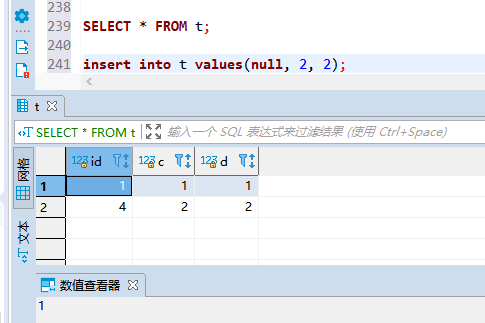 238
239 SELECT * FROM t;
240
241 insert into t values(null, 2, 2);
t
SELECT * FROM t 输入一个 SQL 表达式来过滤结果 (使用 Ctrl+Space)
网格
文本
123 id 123 c 123 d
1 1 1 1
2 4 2 2
数值查看器
1